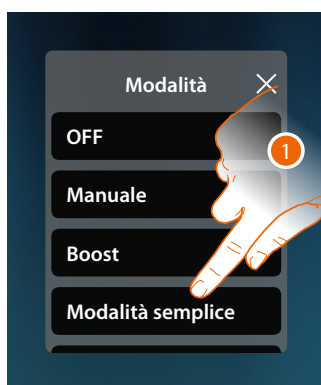 Modalità
OFF
1
Manuale
Boost
Modalità semplice